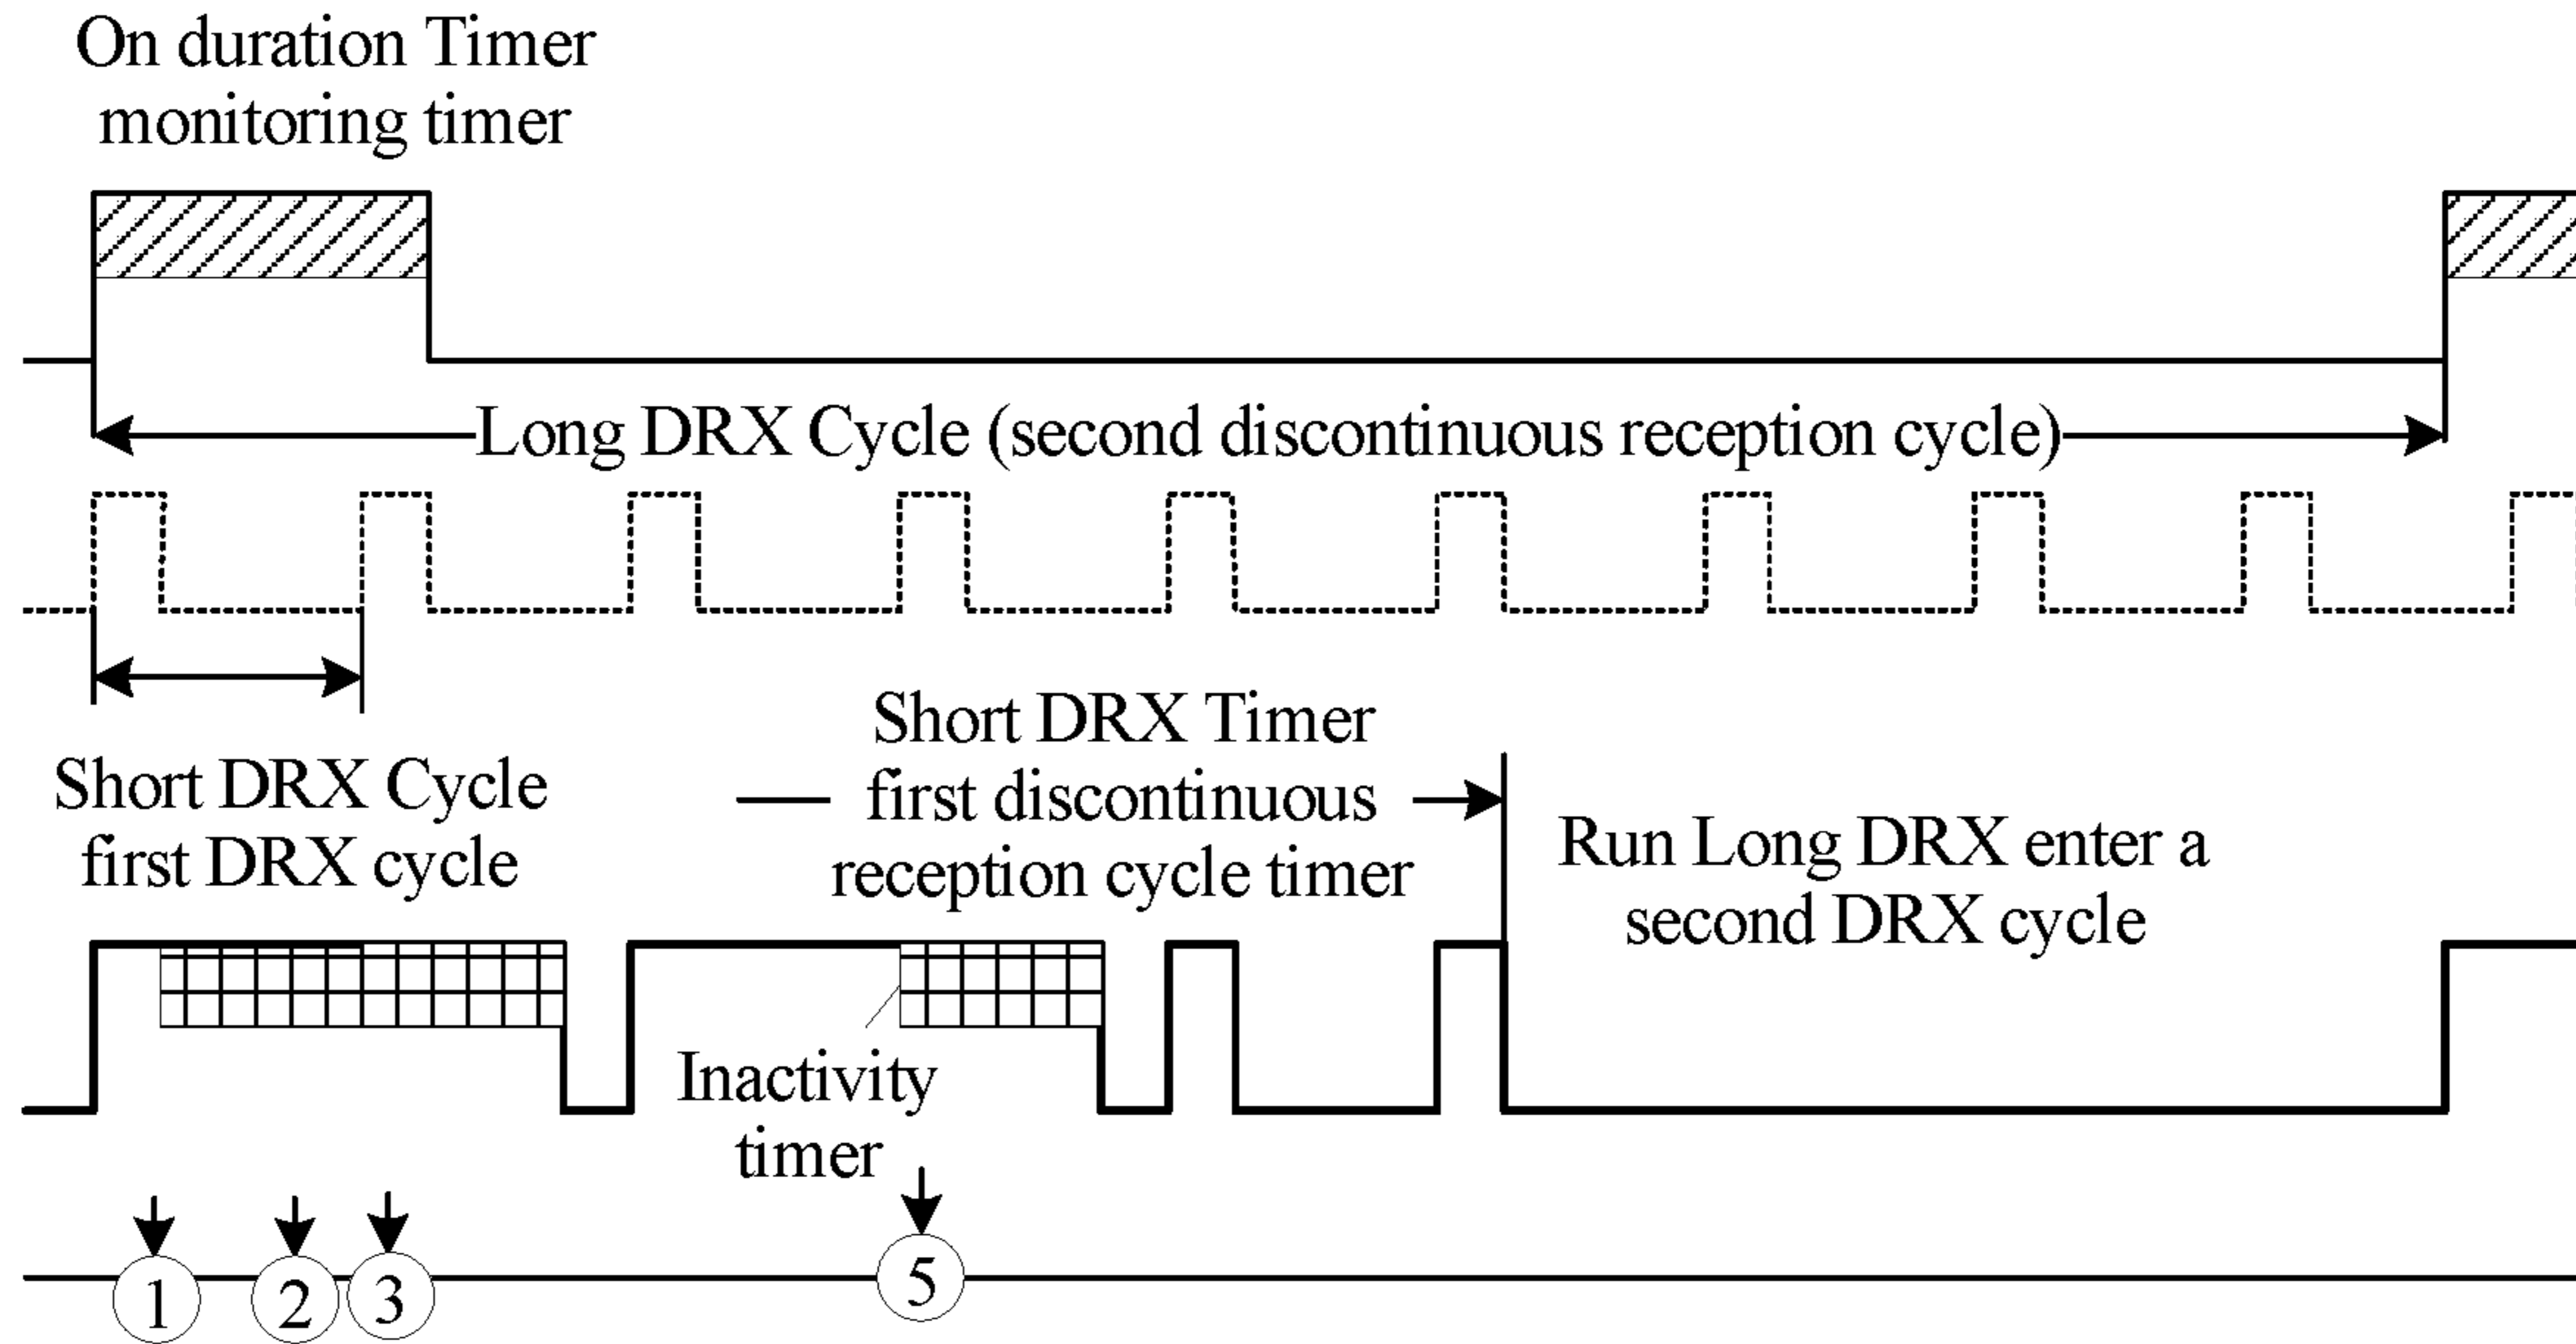 On duration Timer
monitoring timer
Long DRX Cycle (second discontinuous reception cycle)
Short DRX Cycle
first DRX cycle
Short DRX Timer
first discontinuous
reception cycle timer
Run Long DRX enter a
second DRX cycle
Inactivity
timer
1
2
3
5